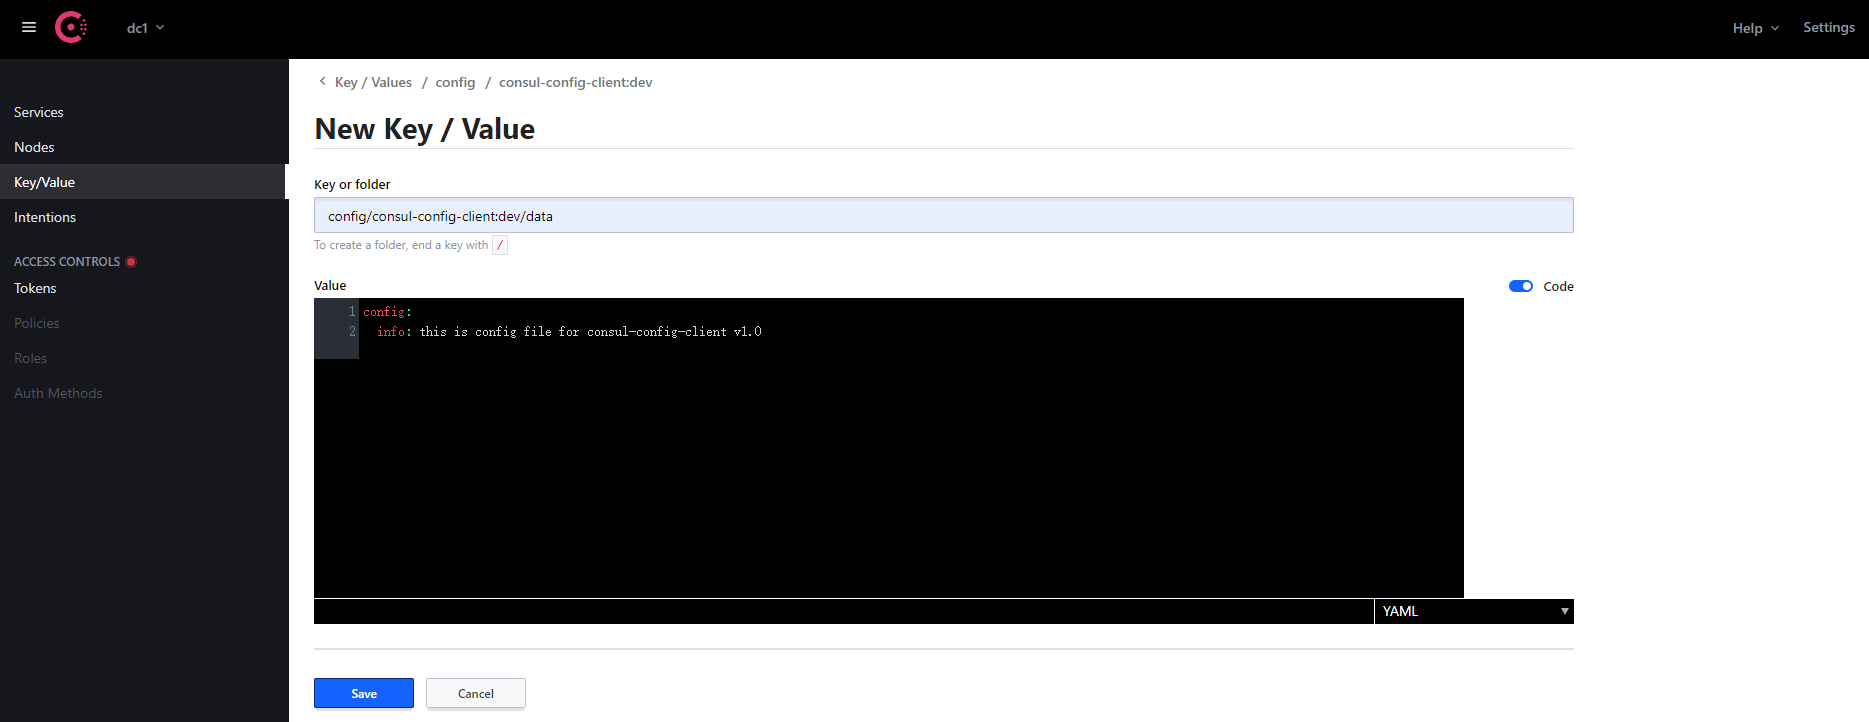 dc1
Help
Settings
Services
Nodes
Key/Value
Intentions
ACCESS CONTROLS
Tokens
Policies
Roles
Auth Methods
Key / Values / config / consul-config-client:dev
New Key / Value
Key or folder
config/consul-config-client:dev/data
To create a folder, end a key with /
Value
Code
1 config:
2 info: this is config file for consul-config-client v1.0
YAML
Save
Cancel